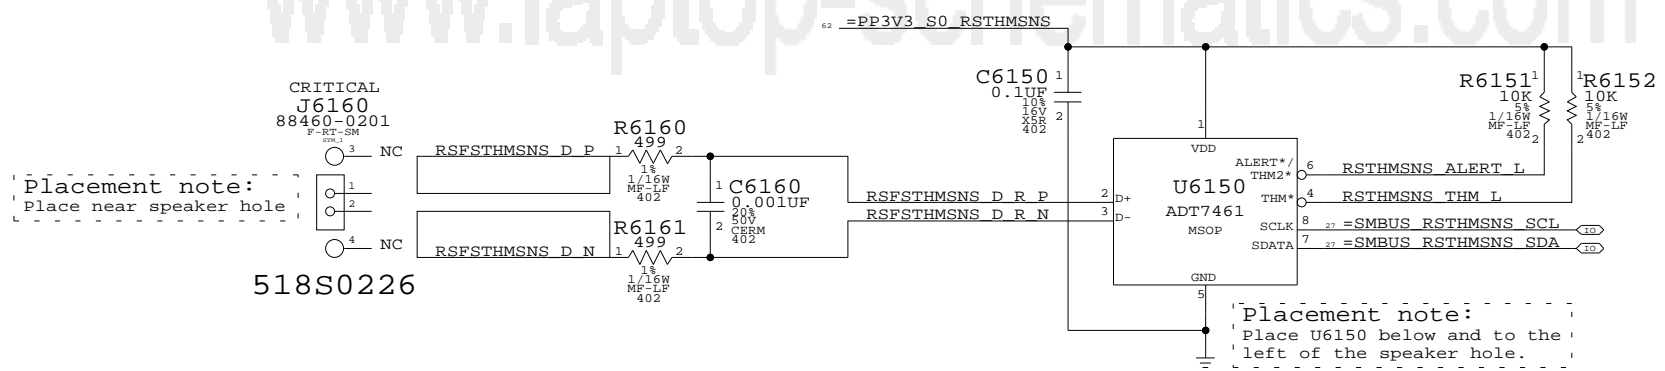 www.laptop-schematics.com
62 =PP3V3_S0_RSTHMSNS
CRITICAL
J6160
88460-0201
F-RT-SM
SYM_1
3 NC
1
2
4 NC
518S0226
Placement note:
Place near speaker hole
RSFSTHMSNS_D_P
R6160
499
1 2
1%
1/16W
MF-LF
402
RSFSTHMSNS_D_N
R6161
499
1 2
1%
1/16W
MF-LF
402
1 C6160
0.001UF
20%
50V
2 CERM
402
RSFSTHMSNS_D_R_P
RSFSTHMSNS_D_R_N
C6150 1
0.1UF
10%
16V
X5R
402
2
1
VDD
U6150
ADT7461
MSOP
2 D+
3 D-
ALERT*/
THM2* 6
THM* 4
SCLK 8
SDATA 7
GND
5
R6151 1
10K
5%
1/16W
MF-LF
402 2
1 R6152
10K
5%
1/16W
MF-LF
2 402
RSTHMSNS_ALERT_L
RSTHMSNS_THM_L
27 =SMBUS_RSTHMSNS_SCL IO
27 =SMBUS_RSTHMSNS_SDA IO
Placement note:
Place U6150 below and to the
left of the speaker hole.